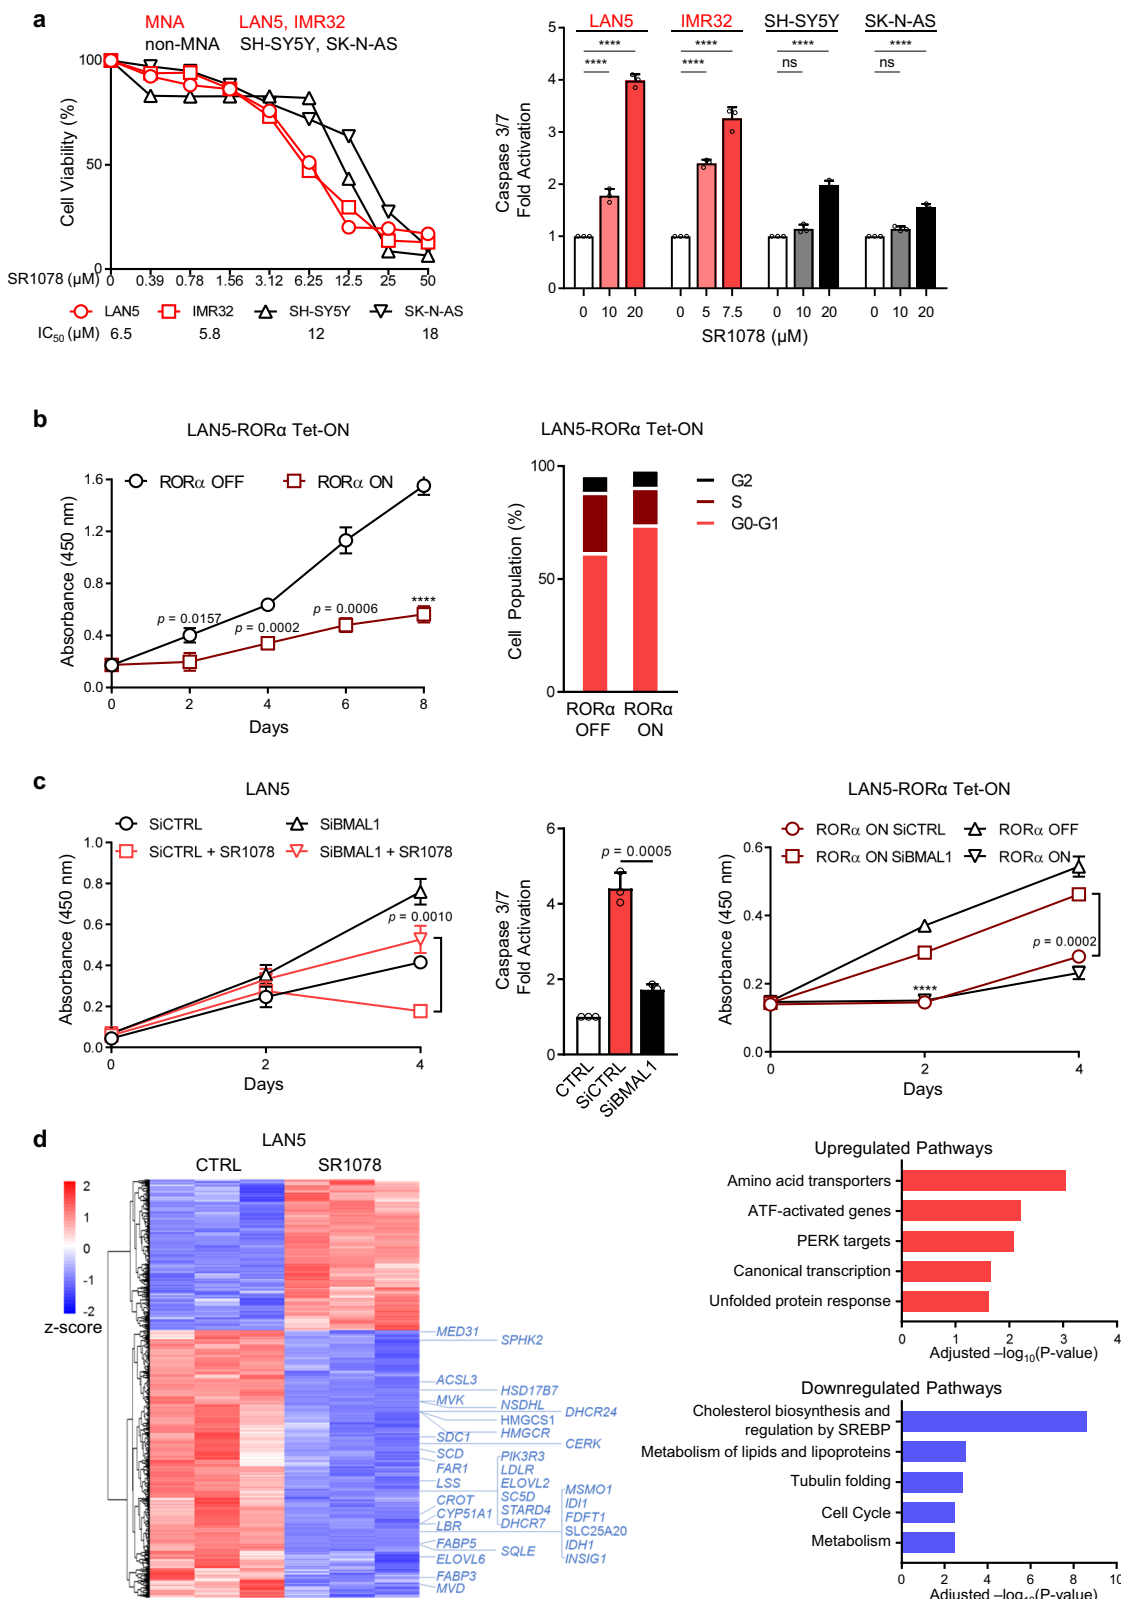 a
MNA LAN5, IMR32
non-MNA SH-SY5Y, SK-N-AS
Cell Viability (%)
100
50
0
SR1078 (μM) 0 0.39 0.78 1.56 3.12 6.25 12.5 25 50
LAN5 IMR32 SH-SY5Y SK-N-AS
IC50 (μM) 6.5 5.8 12 18
LAN5 IMR32 SH-SY5Y SK-N-AS
**** **** **** ****
**** **** ns ns
Caspase 3/7
Fold Activation
5
4
3
2
1
0
0 10 20 0 5 7.5 0 10 20 0 10 20
SR1078 (μM)
b
LAN5-RORα Tet-ON
RORα OFF RORα ON
Absorbance (450 nm)
1.6
1.2
0.8
0.4
0.0
p = 0.0157
p = 0.0002
p = 0.0006
****
0 2 4 6 8
Days
LAN5-RORα Tet-ON
Cell Population (%)
100
50
0
G2
S
G0-G1
RORα RORα
OFF ON
c
LAN5
SiCTRL SiBMAL1
SiCTRL + SR1078 SiBMAL1 + SR1078
Absorbance (450 nm)
1.0
0.8
0.6
0.4
0.2
0.0
p = 0.0010
0 2 4
Days
Caspase 3/7
Fold Activation
6
4
2
0
p = 0.0005
CTRL
SiCTRL
SiBMAL1
LAN5-RORα Tet-ON
RORα ON SiCTRL RORα OFF
RORα ON SiBMAL1 RORα ON
Absorbance (450 nm)
0.6
0.4
0.2
0.0
p = 0.0002
****
0 2 4
Days
d
LAN5
CTRL SR1078
2
1
0
-1
-2
z-score
MED31
SPHK2
ACSL3
HSD17B7
MVK
NSDHL
DHCR24
HMGCS1
HMGCR
SDC1
CERK
SCD
PIK3R3
FAR1
LDLR
LSS
ELOVL2
MSMO1
CROT
SC5D
IDI1
CYP51A1
STARD4
FDFT1
LBR
DHCR7
SLC25A20
FABP5
SQLE
IDH1
ELOVL6
INSIG1
FABP3
MVD
Upregulated Pathways
Amino acid transporters
ATF-activated genes
PERK targets
Canonical transcription
Unfolded protein response
0 1 2 3 4
Adjusted –log10(P-value)
Downregulated Pathways
Cholesterol biosynthesis and
regulation by SREBP
Metabolism of lipids and lipoproteins
Tubulin folding
Cell Cycle
Metabolism
0 2 4 6 8 10
Adjusted –log10(P-value)